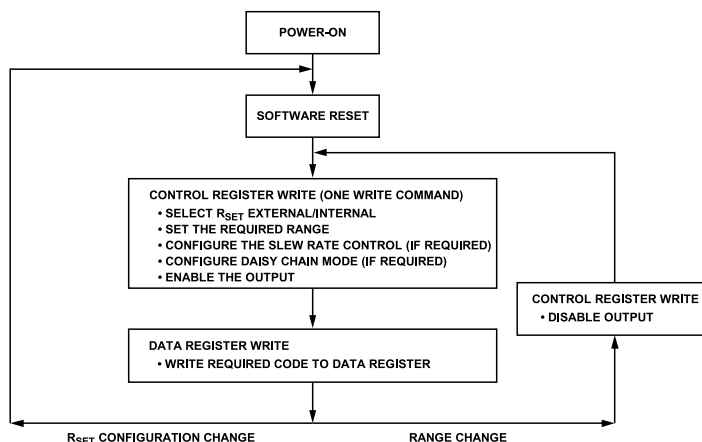 POWER-ON
SOFTWARE RESET
CONTROL REGISTER WRITE (ONE WRITE COMMAND)
• SELECT RSET EXTERNAL/INTERNAL
• SET THE REQUIRED RANGE
• CONFIGURE THE SLEW RATE CONTROL (IF REQUIRED)
• CONFIGURE DAISY CHAIN MODE (IF REQUIRED)
• ENABLE THE OUTPUT
CONTROL REGISTER WRITE
• DISABLE OUTPUT
DATA REGISTER WRITE
• WRITE REQUIRED CODE TO DATA REGISTER
RSET CONFIGURATION CHANGE
RANGE CHANGE